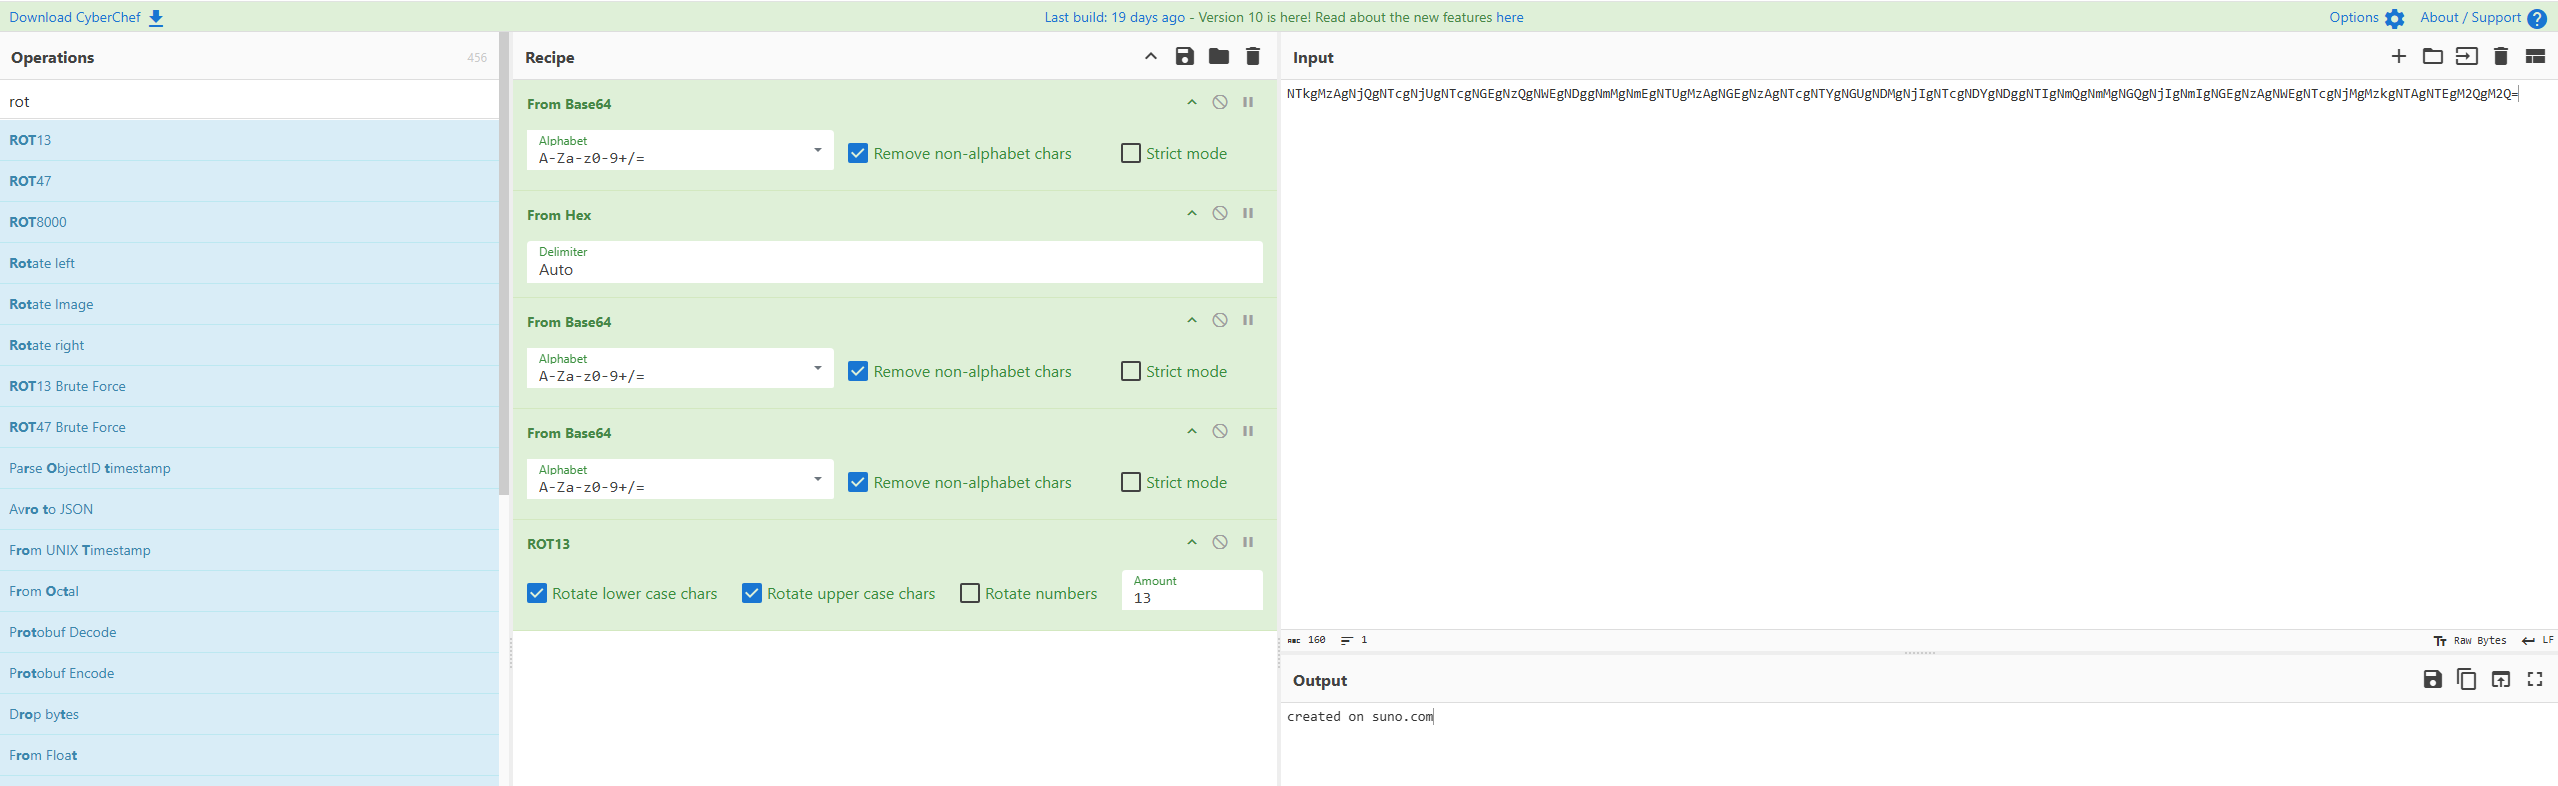 Download CyberChef
Last build: 19 days ago - Version 10 is here! Read about the new features here
Options
About / Support
Operations
456
rot
ROT13
ROT47
ROT8000
Rotate left
Rotate Image
Rotate right
ROT13 Brute Force
ROT47 Brute Force
Parse ObjectID timestamp
Avro to JSON
From UNIX Timestamp
From Octal
Protobuf Decode
Protobuf Encode
Drop bytes
From Float
Recipe
From Base64
Alphabet
A-Za-z0-9+/=
Remove non-alphabet chars
Strict mode
From Hex
Delimiter
Auto
From Base64
Alphabet
A-Za-z0-9+/=
Remove non-alphabet chars
Strict mode
From Base64
Alphabet
A-Za-z0-9+/=
Remove non-alphabet chars
Strict mode
ROT13
Rotate lower case chars
Rotate upper case chars
Rotate numbers
Amount
13
Input
NTkgMzAgNjQgNTcgNjUgNTcgNGEgNzQgNWEgNDggNmMgNmEgNTUgMzAgNGEgNzAgNTcgNTYgNGUgNDMgNjIgNTcgNDYgNDggNTIgNmQgNmMgNGQgNjIgNmIgNGEgNzAgNWEgNTcgNjMgMzkgNTAgNTEgM2QgM2Q=
ABC 160
1
Raw Bytes
LF
Output
created on suno.com